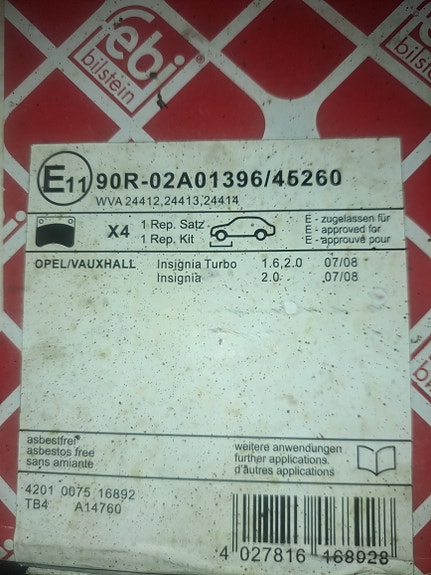 febi
bilstein
febi
bilstein
E11 90R-02A01396/45260
WVA 24412,24413,24414
X4
1 Rep. Satz
1 Rep. Kit
E - zugelassen für
E - approved for
E - approuvé pour
OPEL/VAUXHALL Insignia Turbo 1.6,2.0 07/08
Insignia 2.0 07/08
asbestfrei
asbestos free
sans amiante
weitere anwendungen
further applications.
d'autres applications
4201 0075 16892
TB4 A14760
4 027816 168928